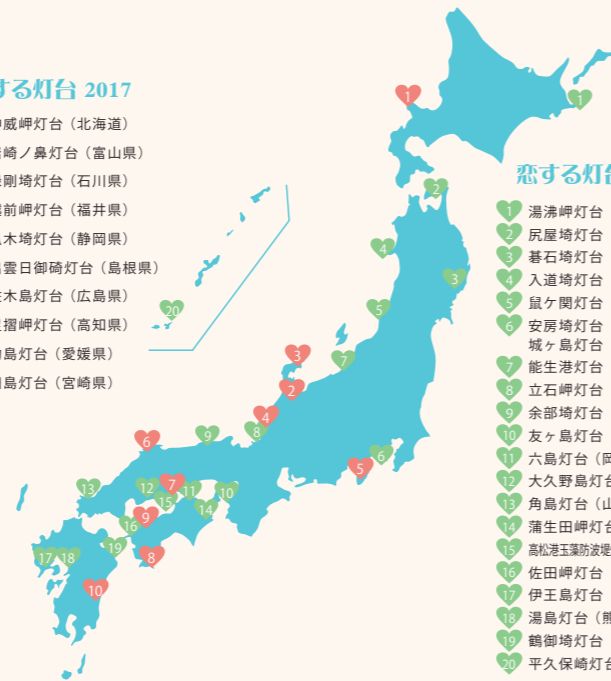 する灯台 2017
威岬灯台（北海道）
崎ノ鼻灯台（富山県）
剛埼灯台（石川県）
前岬灯台（福井県）
木埼灯台（静岡県）
雲日御碕灯台（島根県）
木島灯台（広島県）
摺岬灯台（高知県）
島灯台（愛媛県）
島灯台（宮崎県）
恋する灯台
1 湯沸岬灯台
2 尻屋埼灯台
3 碁石埼灯台
4 入道埼灯台
5 鼠ケ関灯台
6 安房埼灯台
城ヶ島灯台
7 能生港灯台
8 立石岬灯台
9 余部埼灯台
10 友ヶ島灯台
11 六島灯台（岡
12 大久野島灯台
13 角島灯台（山
14 蒲生田岬灯台
15 高松港玉藻防波堤
16 佐田岬灯台
17 伊王島灯台
18 湯島灯台（熊
19 鶴御埼灯台
20 平久保崎灯台
1
1
2
4
3
5
20
3
7
2
4
8
9
6
5
6
13
12
7
11
10
15
14
9
16
19
8
17
18
10